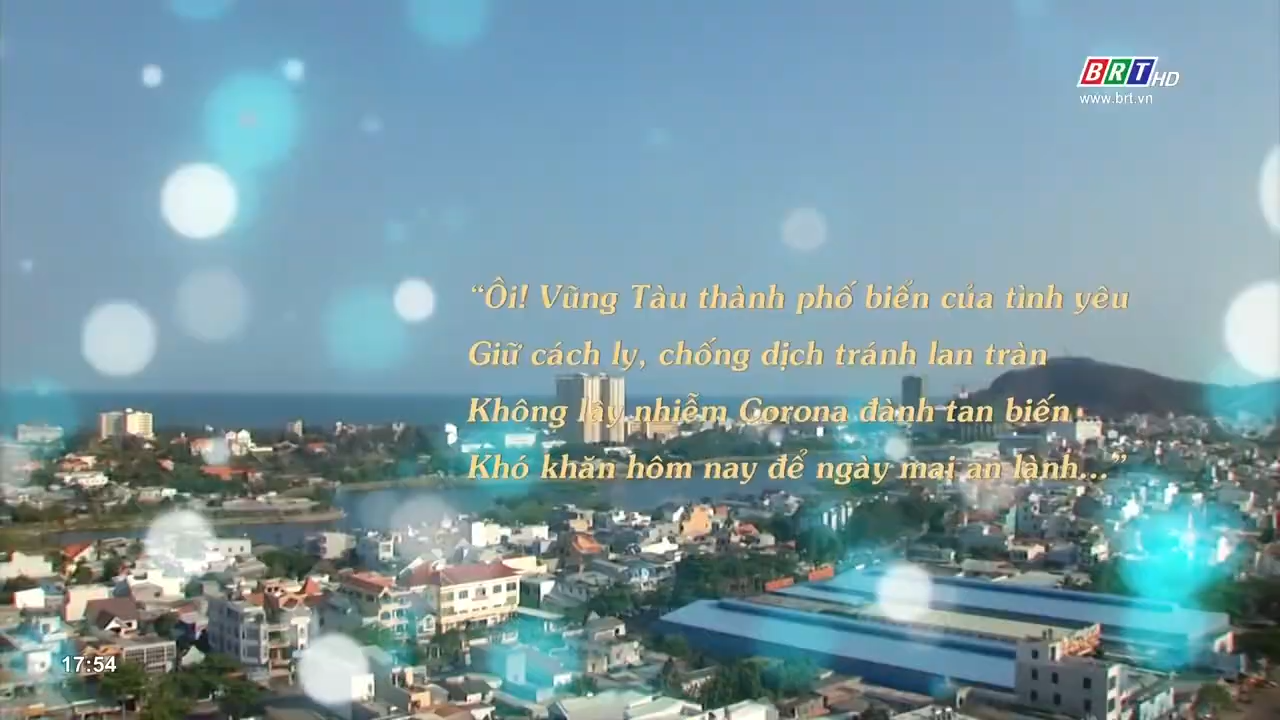 BRT HD
www.brt.vn
“Ôi! Vũng Tàu thành phố biển của tình yêu
Giữ cách ly, chống dịch tránh lan tràn
Không lây nhiễm Corona đành tan biến
Khó khăn hôm nay để ngày mai an lành...”
17:54